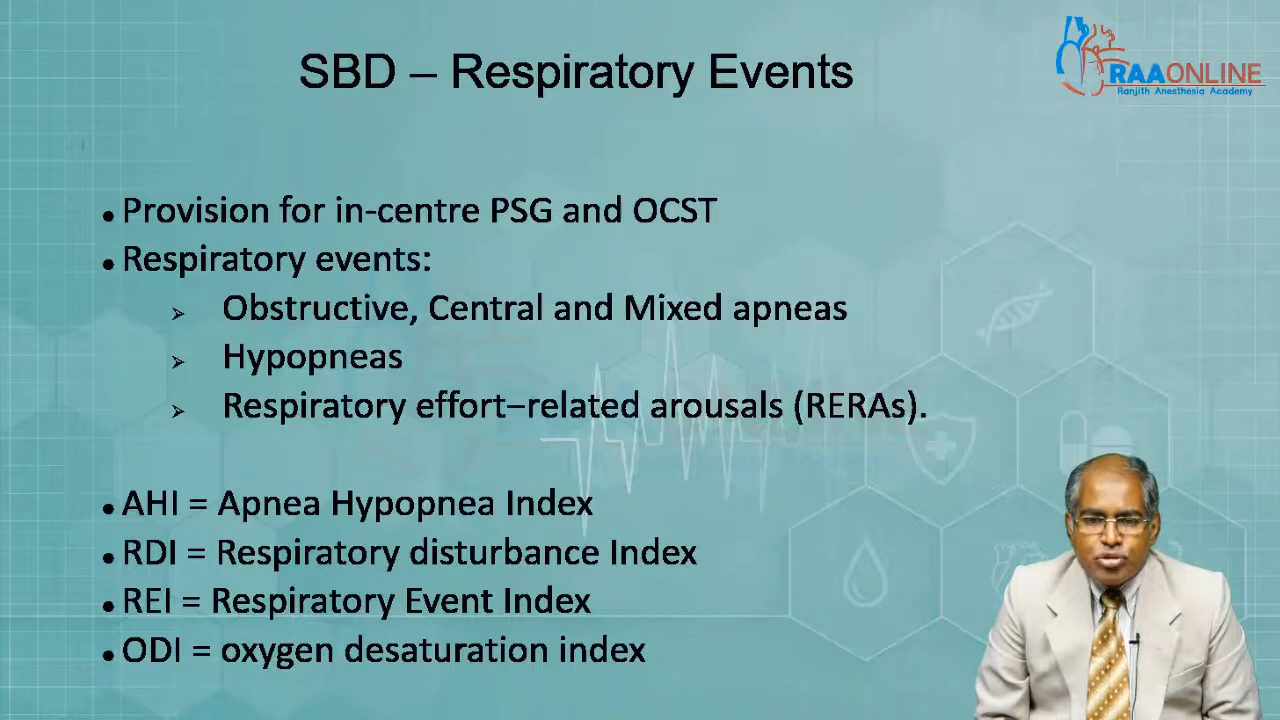 SBD – Respiratory Events
RAAONLINE
Ranjith Anesthesia Academy
• Provision for in-centre PSG and OCST
• Respiratory events:
➢ Obstructive, Central and Mixed apneas
➢ Hypopneas
➢ Respiratory effort–related arousals (RERAs).
• AHI = Apnea Hypopnea Index
• RDI = Respiratory disturbance Index
• REI = Respiratory Event Index
• ODI = oxygen desaturation index